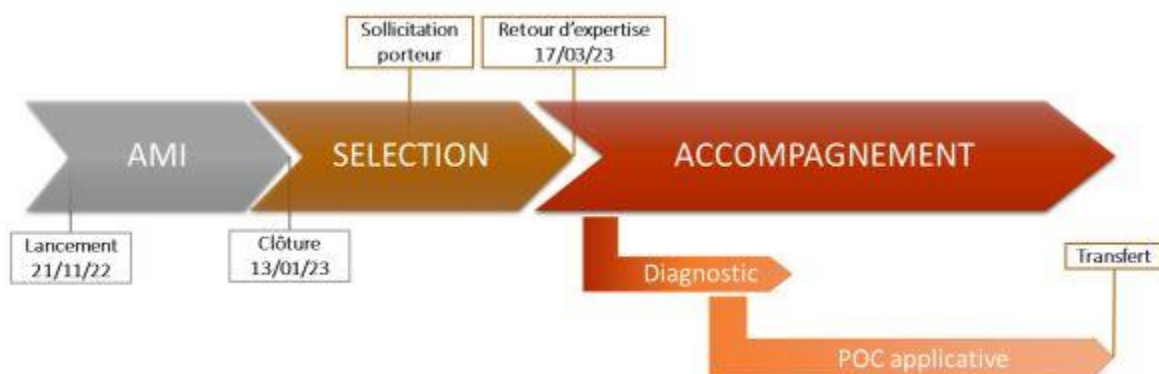 Sollicitation
porteur
Retour d'expertise
17/03/23
AMI
SELECTION
ACCOMPAGNEMENT
Lancement
21/11/22
Clôture
13/01/23
Diagnostic
Transfert
POC applicative